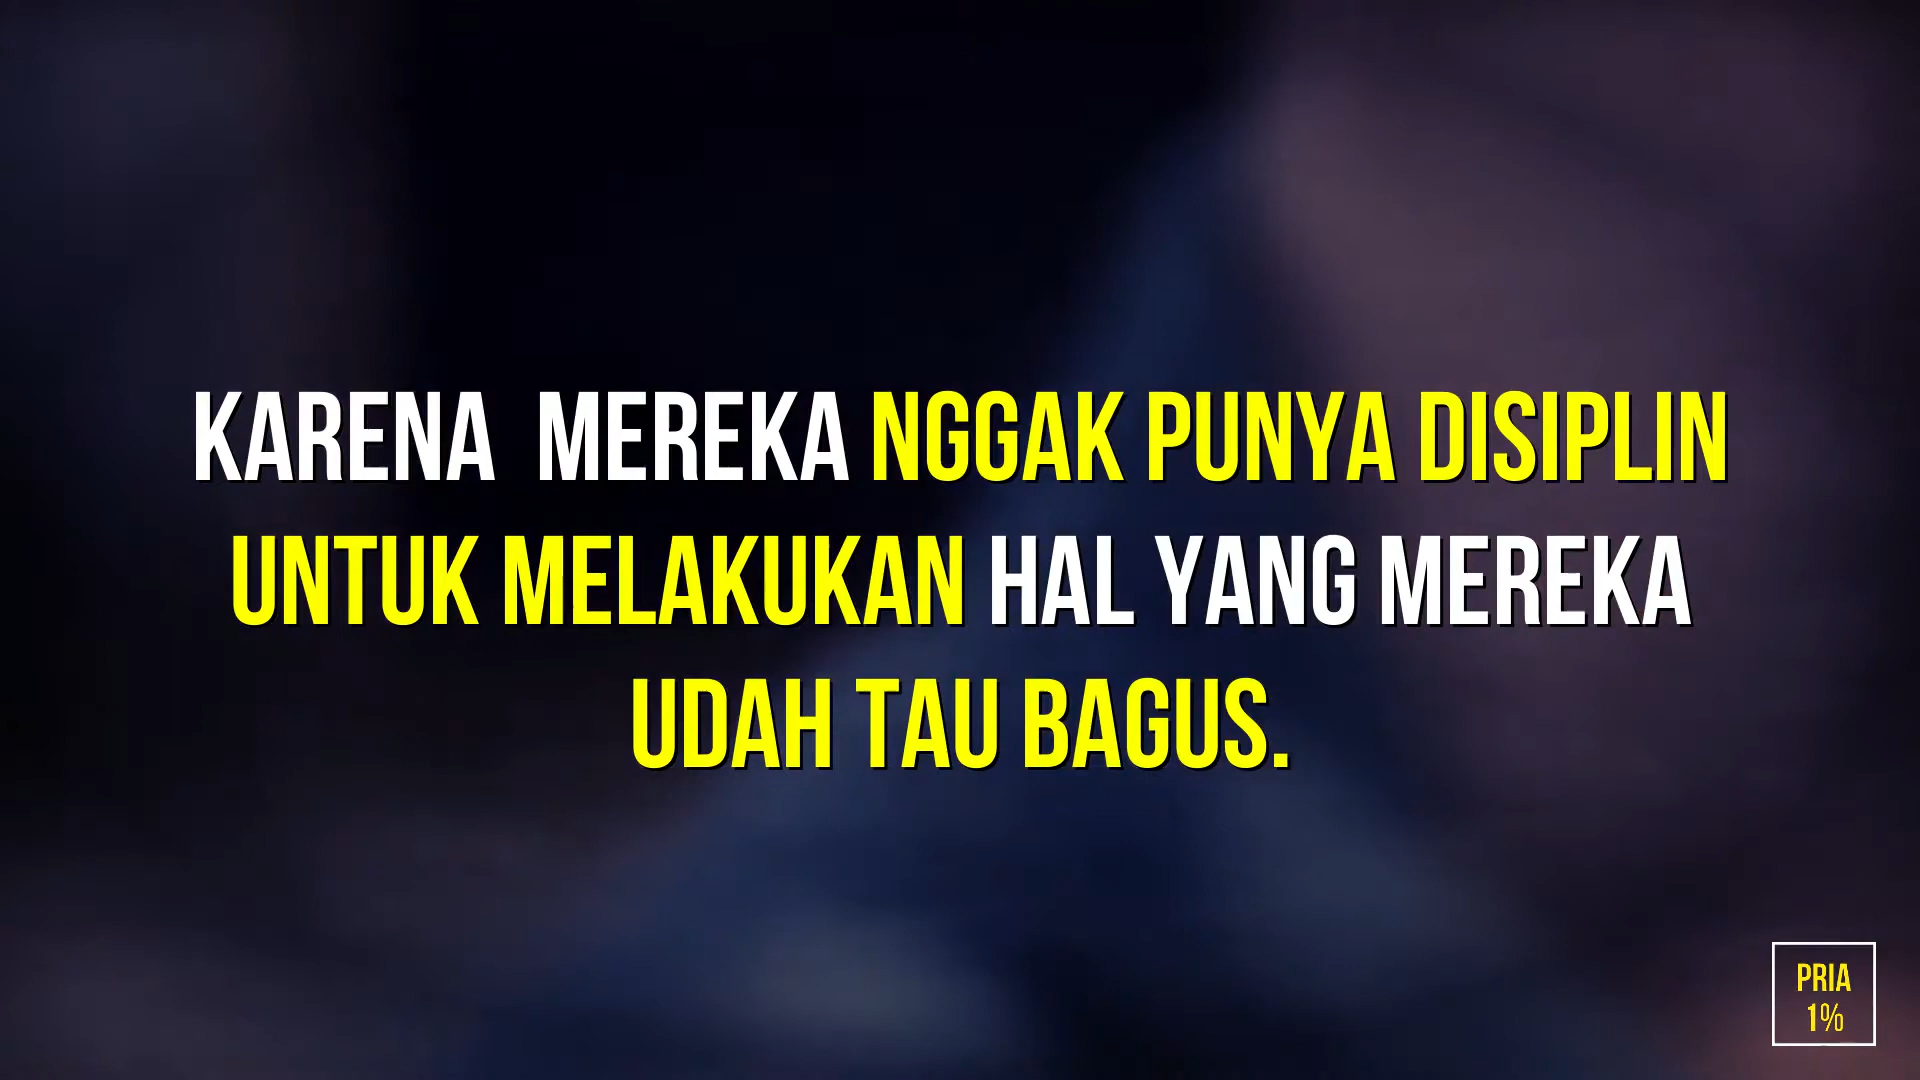 KARENA  MEREKA NGGAK PUNYA DISIPLIN
UNTUK MELAKUKAN HAL YANG MEREKA
UDAH TAU BAGUS.
PRIA
1%